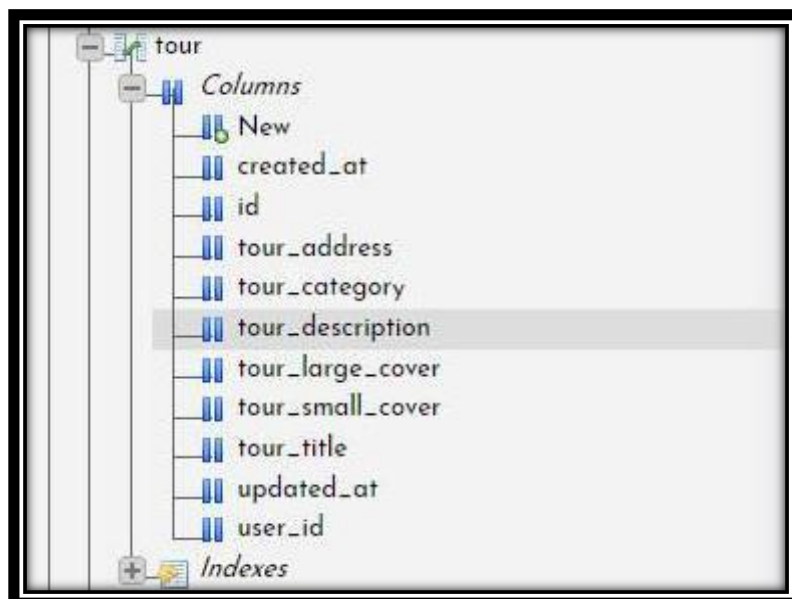 tour
Columns
New
created_at
id
tour_address
tour_category
tour_description
tour_large_cover
tour_small_cover
tour_title
updated_at
user_id
Indexes